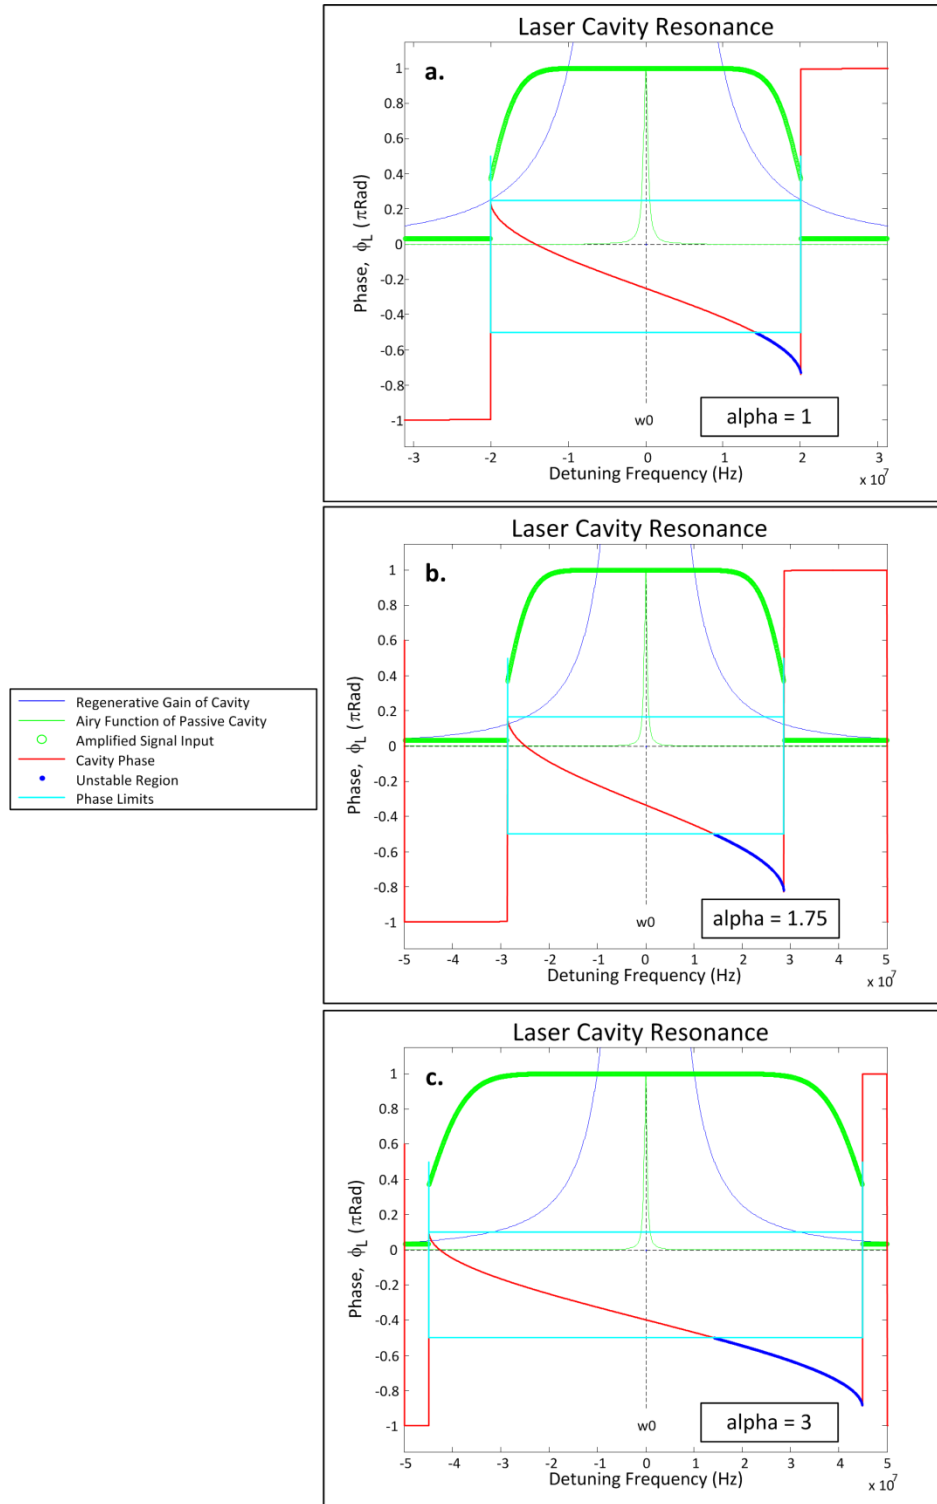 Laser Cavity Resonance
a.
Phase, ϕL (πRad)
1
0.8
0.6
0.4
0.2
0
-0.2
-0.4
-0.6
-0.8
-1
w0
alpha = 1
-3 -2 -1 0 1 2 3
Detuning Frequency (Hz)
x 10^7
Laser Cavity Resonance
b.
Phase, ϕL (πRad)
1
0.8
0.6
0.4
0.2
0
-0.2
-0.4
-0.6
-0.8
-1
w0
alpha = 1.75
-5 -4 -3 -2 -1 0 1 2 3 4 5
Detuning Frequency (Hz)
x 10^7
Regenerative Gain of Cavity
Airy Function of Passive Cavity
Amplified Signal Input
Cavity Phase
Unstable Region
Phase Limits
Laser Cavity Resonance
c.
Phase, ϕL (πRad)
1
0.8
0.6
0.4
0.2
0
-0.2
-0.4
-0.6
-0.8
-1
w0
alpha = 3
-5 -4 -3 -2 -1 0 1 2 3 4 5
Detuning Frequency (Hz)
x 10^7